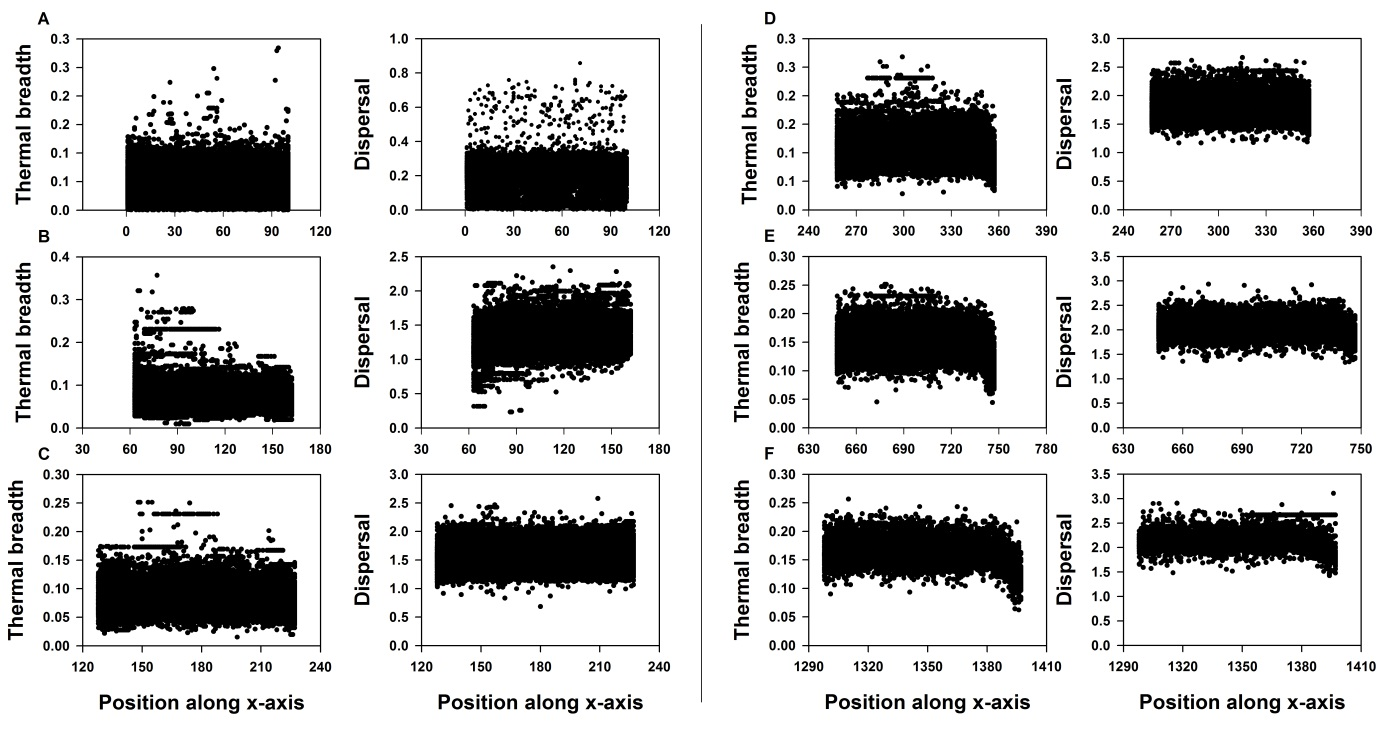 A
Thermal breadth
0.3
0.3
0.2
0.2
0.1
0.1
0.0
0 30 60 90 120
Dispersal
1.0
0.8
0.6
0.4
0.2
0.0
0 30 60 90 120
B
Thermal breadth
0.4
0.3
0.2
0.1
0.0
30 60 90 120 150 180
Dispersal
2.5
2.0
1.5
1.0
0.5
0.0
30 60 90 120 150 180
C
Thermal breadth
0.30
0.25
0.20
0.15
0.10
0.05
0.00
120 150 180 210 240
Position along x-axis
Dispersal
3.0
2.5
2.0
1.5
1.0
0.5
0.0
120 150 180 210 240
Position along x-axis
D
Thermal breadth
0.3
0.3
0.2
0.2
0.1
0.1
0.0
240 270 300 330 360 390
Dispersal
3.0
2.5
2.0
1.5
1.0
0.5
0.0
240 270 300 330 360 390
E
Thermal breadth
0.30
0.25
0.20
0.15
0.10
0.05
0.00
630 660 690 720 750 780
Dispersal
3.5
3.0
2.5
2.0
1.5
1.0
0.5
0.0
630 660 690 720 750
F
Thermal breadth
0.30
0.25
0.20
0.15
0.10
0.05
0.00
1290 1320 1350 1380 1410
Position along x-axis
Dispersal
3.5
3.0
2.5
2.0
1.5
1.0
0.5
0.0
1290 1320 1350 1380 1410
Position along x-axis